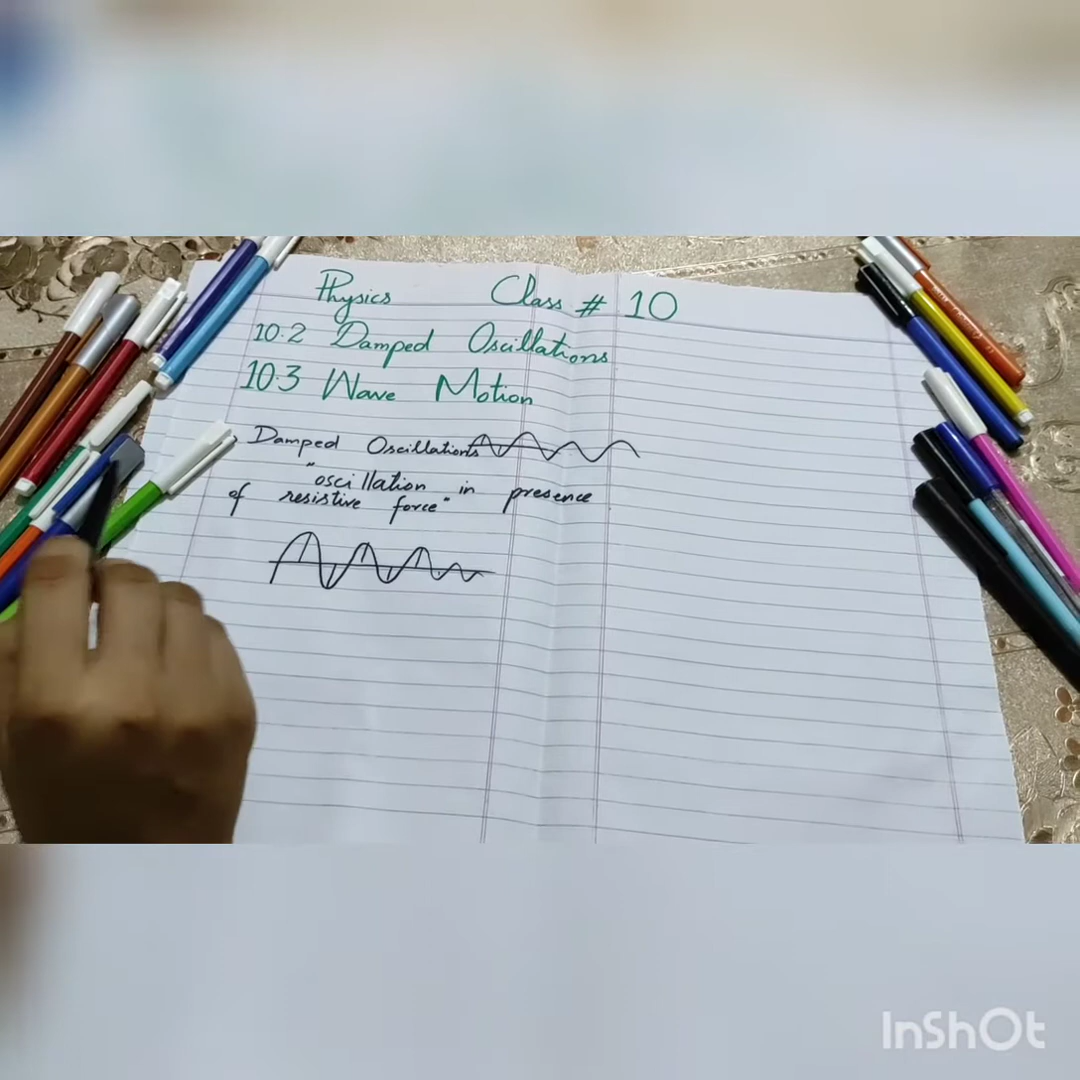 Physics Class # 10
10.2 Damped Oscillations
10.3 Wave Motion
Damped Oscillations
"oscillation in presence
of resistive force"
InShOt